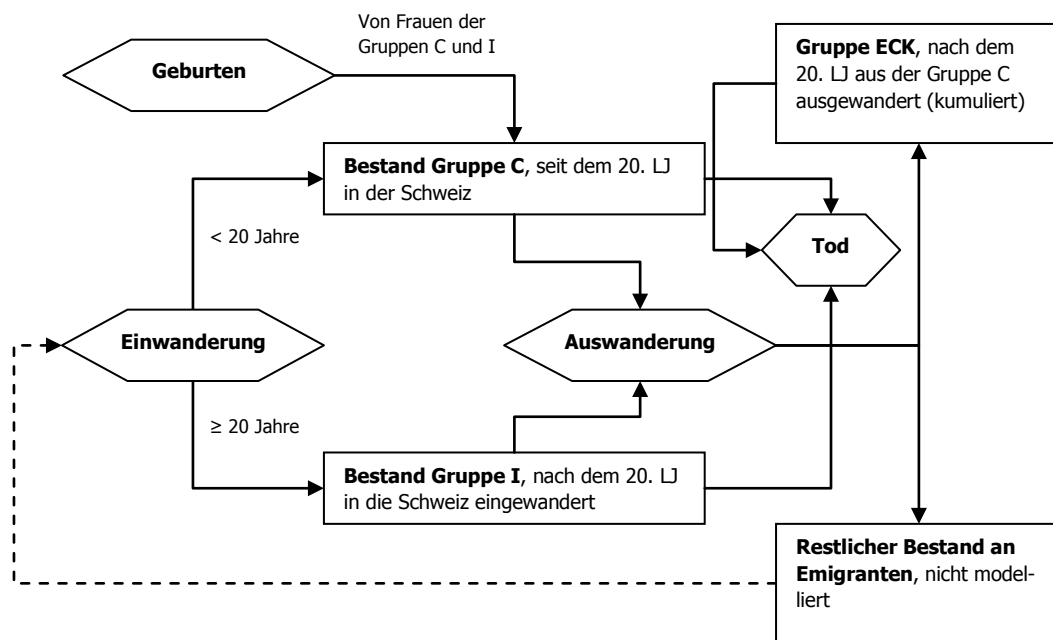 Von Frauen der
Gruppen C und I
Geburten
Gruppe ECK, nach dem
20. LJ aus der Gruppe C
ausgewandert (kumuliert)
Bestand Gruppe C, seit dem 20. LJ
in der Schweiz
< 20 Jahre
Tod
Einwanderung
Auswanderung
≥ 20 Jahre
Bestand Gruppe I, nach dem 20. LJ
in die Schweiz eingewandert
Restlicher Bestand an
Emigranten, nicht model-
liert